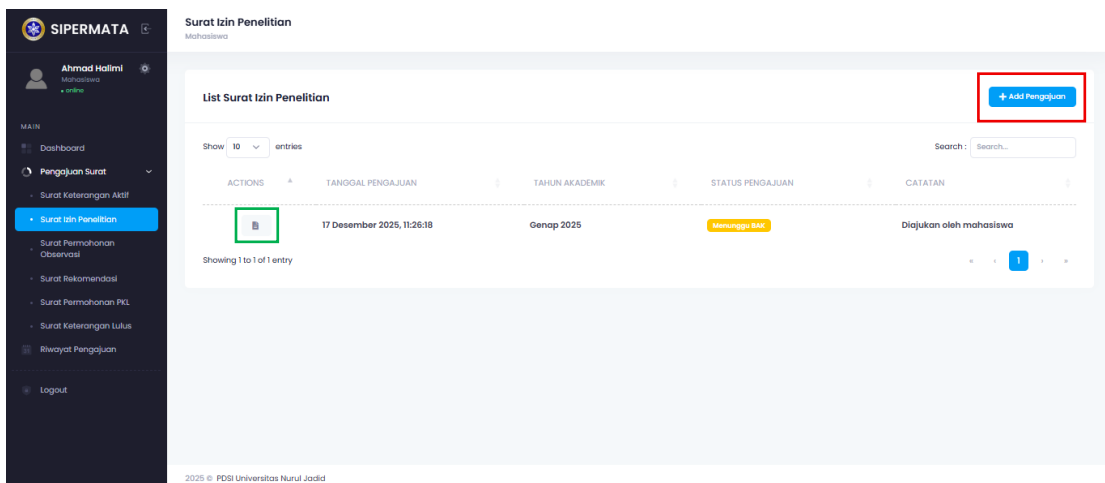 SIPERMATA
Ahmad Halimi
Mahasiswa
• online
MAIN
Dashboard
Pengajuan Surat
Surat Keterangan Aktif
Surat Izin Penelitian
Surat Permohonan
Observasi
Surat Rekomendasi
Surat Permohonan PKL
Surat Keterangan Lulus
Riwayat Pengajuan
Logout
Surat Izin Penelitian
Mahasiswa
List Surat Izin Penelitian
+ Add Pengajuan
Show 10 entries
Search : Search...
ACTIONS TANGGAL PENGAJUAN TAHUN AKADEMIK STATUS PENGAJUAN CATATAN
17 Desember 2025, 11:26:18 Genap 2025 Menunggu BAK Diajukan oleh mahasiswa
Showing 1 to 1 of 1 entry
« ‹ 1 › »
2025 © PDSI Universitas Nurul Jadid